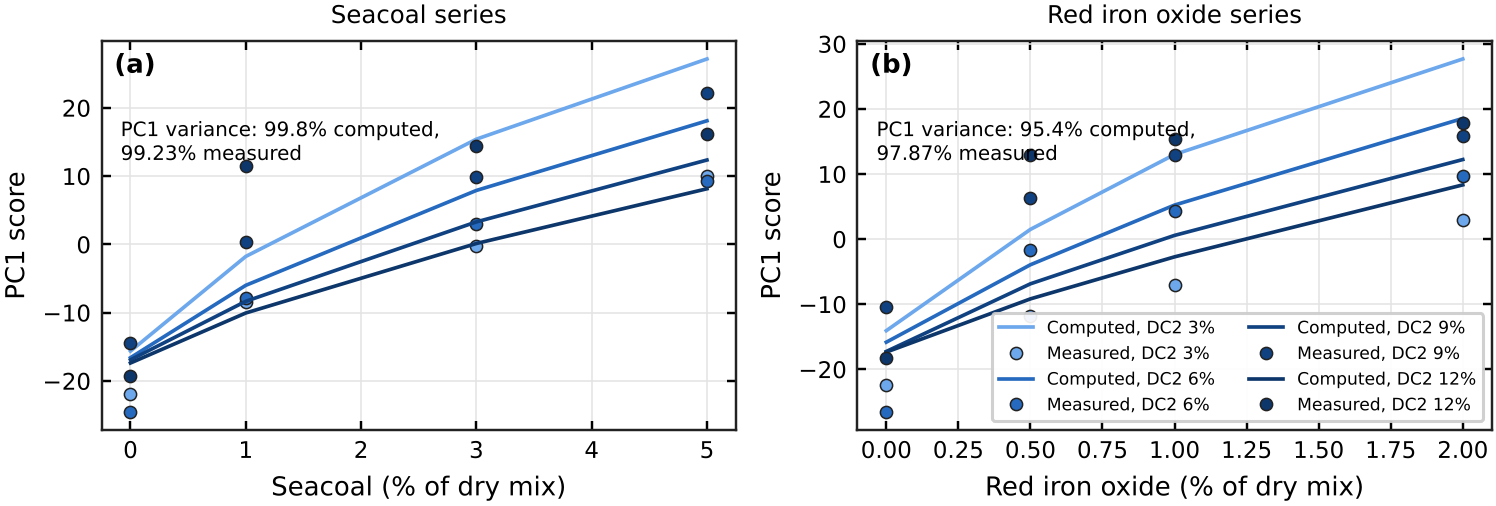 Seacoal series
(a)
PC1 variance: 99.8% computed,
99.23% measured
20
10
0
−10
−20
PC1 score
0
1
2
3
4
5
Seacoal (% of dry mix)
Red iron oxide series
(b)
PC1 variance: 95.4% computed,
97.87% measured
30
20
10
0
−10
−20
PC1 score
Computed, DC2 3%
Measured, DC2 3%
Computed, DC2 6%
Measured, DC2 6%
Computed, DC2 9%
Measured, DC2 9%
Computed, DC2 12%
Measured, DC2 12%
0.00
0.25
0.50
0.75
1.00
1.25
1.50
1.75
2.00
Red iron oxide (% of dry mix)